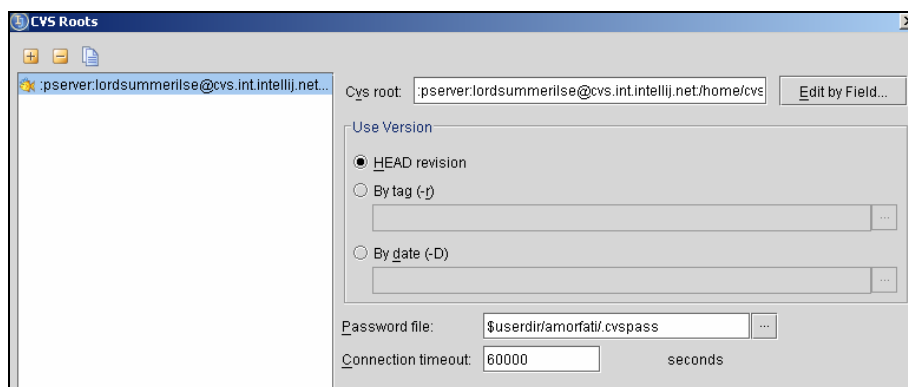 CVS Roots
:pserver:lordsummerilse@cvs.int.intellij.net...
Cvs root: :pserver:lordsummerilse@cvs.int.intellij.net:/home/cvs Edit by Field...
Use Version
HEAD revision
By tag (-r)
...
By date (-D)
...
Password file: $userdir/amorfati/.cvspass ...
Connection timeout: 60000 seconds